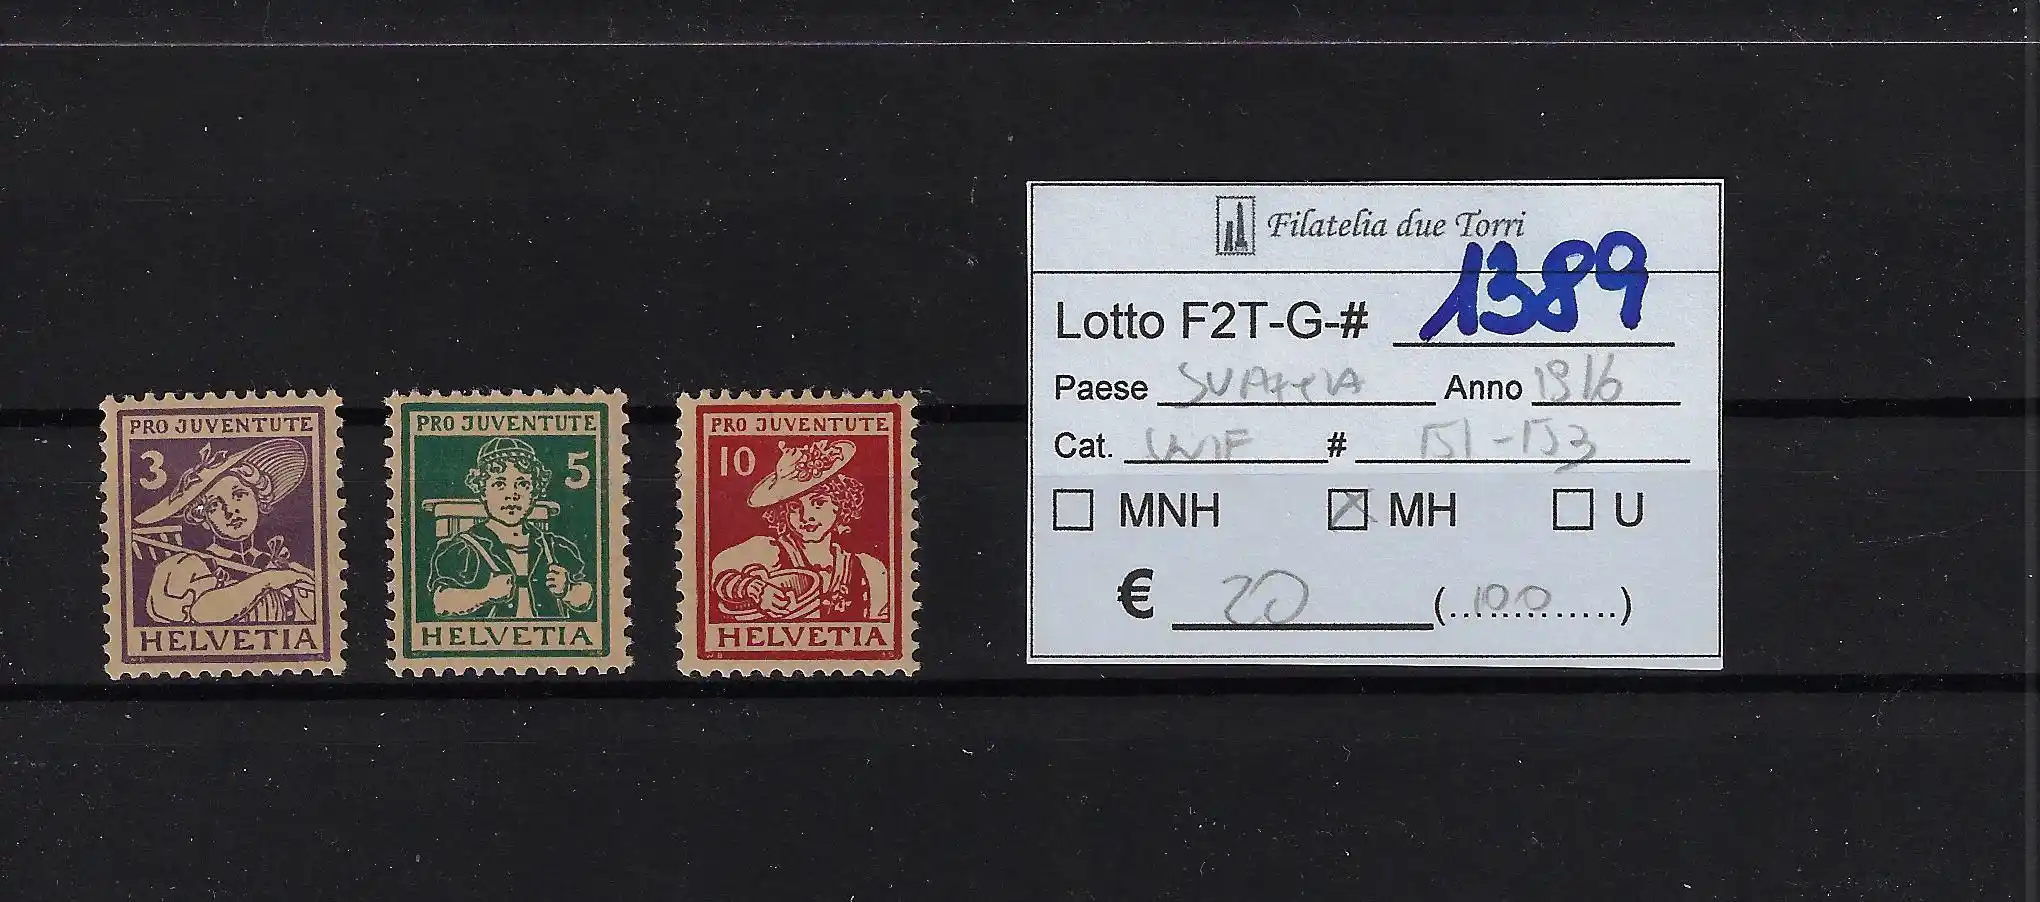 PRO JUVENTUTE
3
HELVETIA
PRO JUVENTUTE
5
HELVETIA
PRO JUVENTUTE
10
HELVETIA
Filatelia due Torri
Lotto F2T-G-# 1389
Paese Anno 1916
Cat. UNIF # 151-153
MNH MH U
€ 20 (...100...)